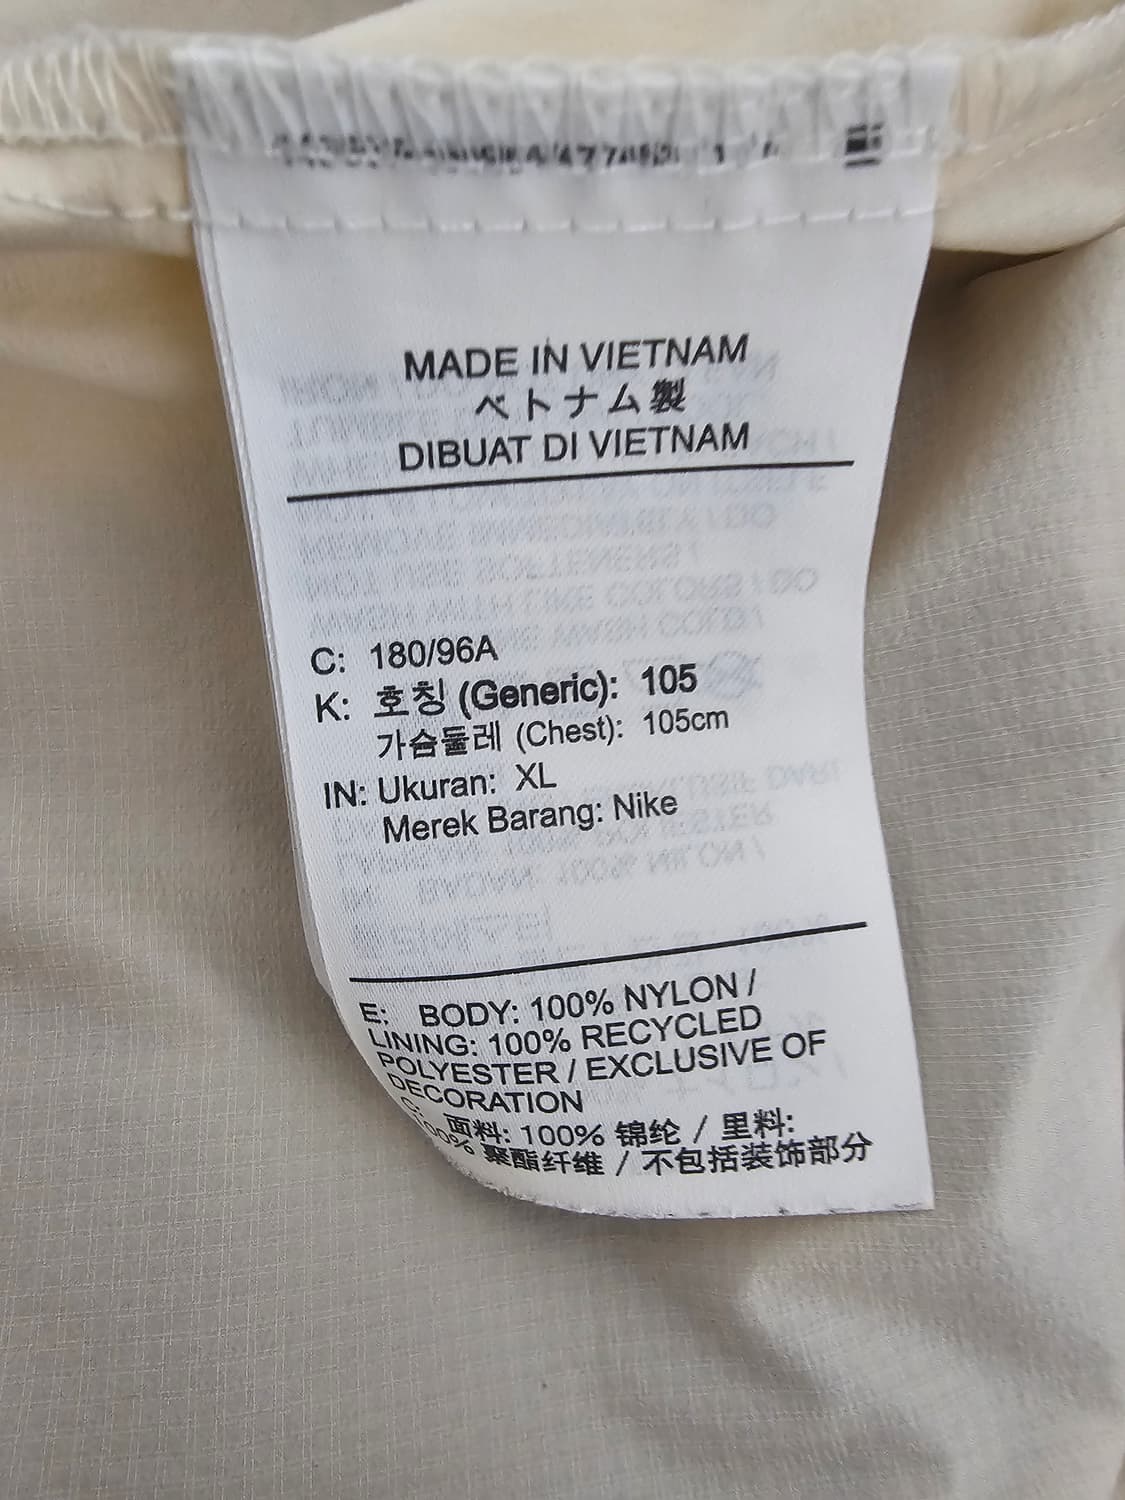 MADE IN VIETNAM
ベトナム製
DIBUAT DI VIETNAM
C: 180/96A
K: 호칭 (Generic): 105
가슴둘레 (Chest): 105cm
IN: Ukuran: XL
Merek Barang: Nike
E: BODY: 100% NYLON /
LINING: 100% RECYCLED
POLYESTER / EXCLUSIVE OF
DECORATION
C: 面料: 100% 锦纶 / 里料:
100% 聚酯纤维 / 不包括装饰部分